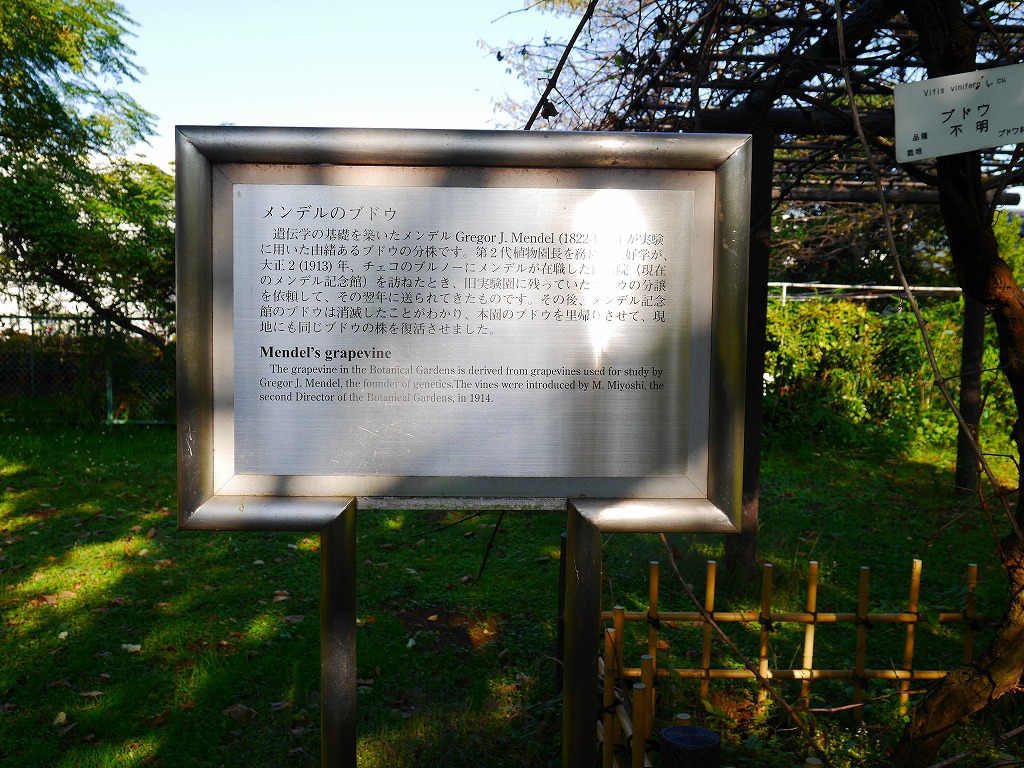 メンデルのブドウ
遺伝学の基礎を築いたメンデル Gregor J. Mendel (1822- が実験
に用いた由緒あるブドウの分株です。第2代植物園長を務 好学が、
大正2 (1913) 年、チェコのブルノーにメンデルが在職した 院（現在
のメンデル記念館）を訪ねたとき、旧実験園に残っていた ウの分譲
を依頼して、その翌年に送られてきたものです。その後、メンデル記念
館のブドウは消滅したことがわかり、本園のブドウを里帰りさせて、現
地にも同じブドウの株を復活させました。
Mendel's grapevine
The grapevine in the Botanical Gardens is derived from grapevines used for study by
Gregor J. Mendel, the founder of genetics.The vines were introduced by M. Miyoshi, the
second Director of the Botanical Gardens, in 1914.
Vitis vinifera L. cv.
ブドウ
品種 不明
栽培 ブドウ科